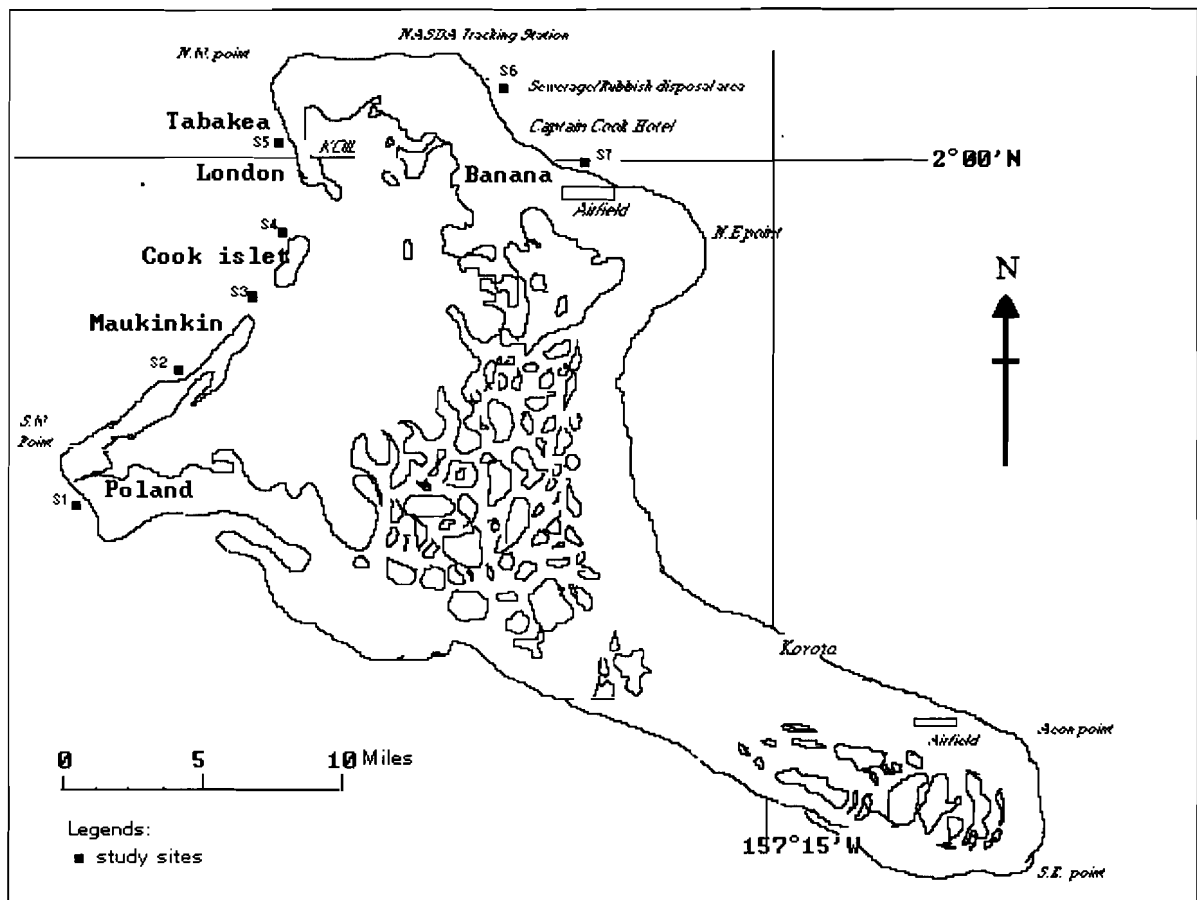 NASDA Tracking Station
N.W. point
S6
Sewerage/Rubbish disposal area
Tabakea
S5
Captain Cook Hotel
London
Banana
S7
2°00'N
Airfield
S4
N.E point
Cook islet
N
S3
Maukinkin
S2
S.W
Point
Poland
S1
Korota
Aeon point
Airfield
0 5 10 Miles
Legends:
study sites
157°15'W
S.E. point